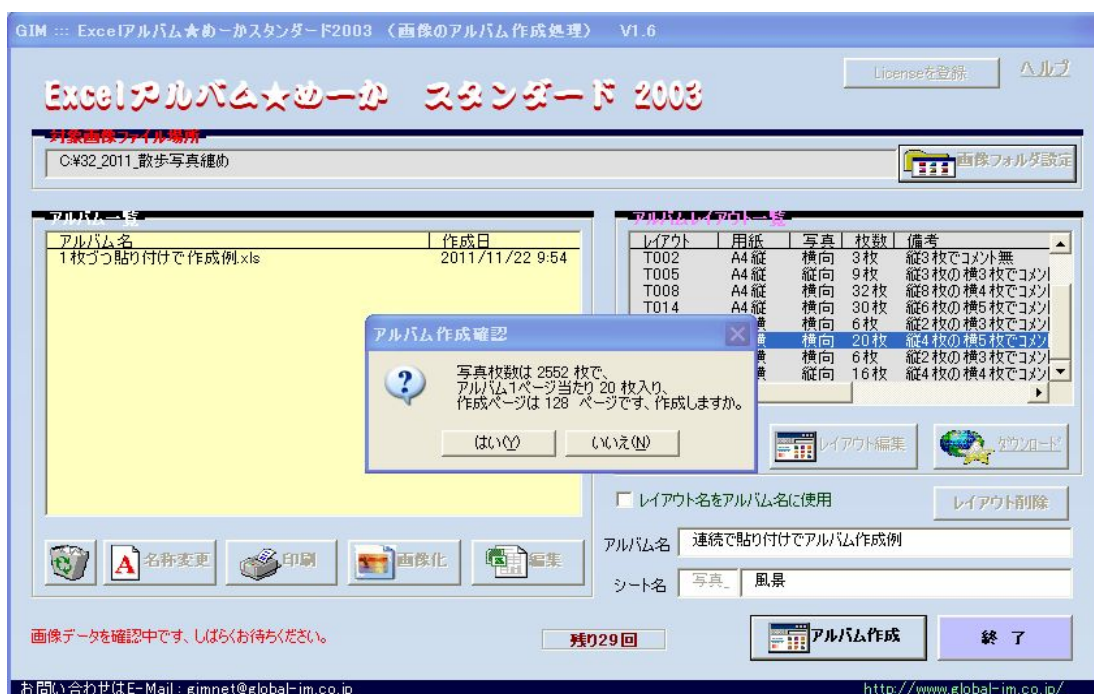 GIM ::: Excelアルバム★めーかスタンダード2003 （画像のアルバム作成処理） V1.6
Licenseを登録 ヘルプ
Excelアルバム★めーか スタンダード 2003
対象画像ファイル場所
C:¥32_2011_散歩写真纏め
画像フォルダ設定
アルバム一覧
アルバム名 作成日
1枚づつ貼り付けで作成例.xls 2011/11/22 9:54
アルバムレイアウト一覧
レイアウト 用紙 写真 枚数 備考
T002 A4縦 横向 3枚 縦3枚でコメント無
T005 A4縦 縦向 9枚 縦3枚の横3枚でコメント
T008 A4縦 横向 32枚 縦8枚の横4枚でコメン
T014 A4縦 横向 30枚 縦6枚の横5枚でコメン
横向 6枚 縦2枚の横3枚でコメン
横向 20枚 縦4枚の横5枚でコメン
横向 6枚 縦2枚の横3枚でコメン
縦向 16枚 縦4枚の横4枚でコメン
アルバム作成確認
写真枚数は 2552 枚で、
アルバム1ページ当たり 20 枚入り、
作成ページは 128 ページです、作成しますか。
はい(Y) いいえ(N)
レイアウト編集 ダウンロード
レイアウト名をアルバム名に使用 レイアウト削除
アルバム名 連続で貼り付けでアルバム作成例
シート名 写真_ 風景
名称変更 印刷 画像化 編集
画像データを確認中です、しばらくお待ちください。
残り29回
アルバム作成 終 了
お問い合わせはE-Mail : gimnet@global-im.co.jp http://www.global-im.co.jp/